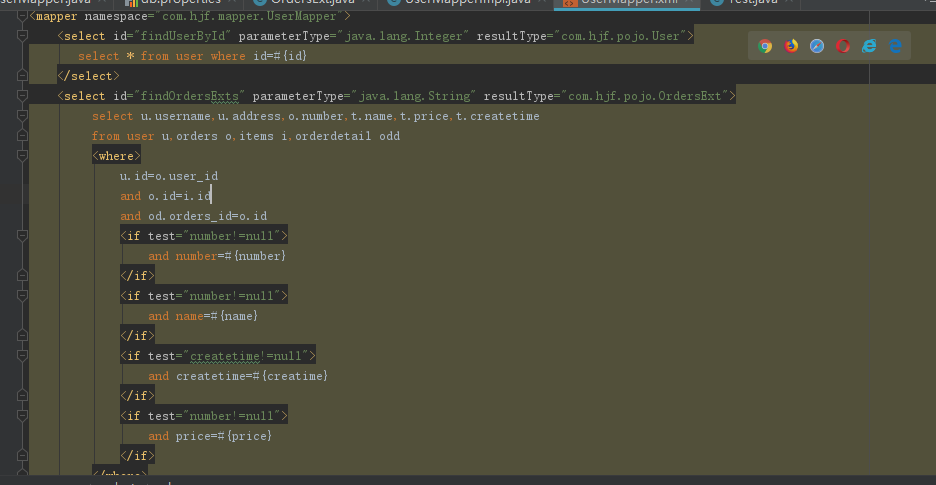 UserMapper.java db.properties OrdersExt.java UserMapperImpl.java UserMapper.xml Test.java
<mapper namespace="com.hjf.mapper.UserMapper">
<select id="findUserById" parameterType="java.lang.Integer" resultType="com.hjf.pojo.User">
select * from user where id=#{id}
</select>
<select id="findOrdersExts" parameterType="java.lang.String" resultType="com.hjf.pojo.OrdersExt">
select u.username,u.address,o.number,t.name,t.price,t.createtime
from user u,orders o,items i,orderdetail odd
<where>
u.id=o.user_id
and o.id=i.id
and od.orders_id=o.id
<if test="number!=null">
and number=#{number}
</if>
<if test="number!=null">
and name=#{name}
</if>
<if test="createtime!=null">
and createtime=#{creatime}
</if>
<if test="number!=null">
and price=#{price}
</if>
</where>